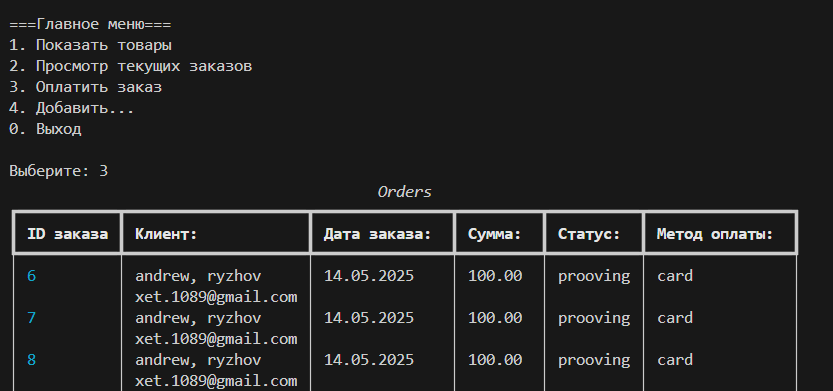 ===Главное меню===
1. Показать товары
2. Просмотр текущих заказов
3. Оплатить заказ
4. Добавить...
0. Выход
Выберите: 3
Orders
ID заказа Клиент: Дата заказа: Сумма: Статус: Метод оплаты:
6 andrew, ryzhov 14.05.2025 100.00 prooving card
xet.1089@gmail.com
7 andrew, ryzhov 14.05.2025 100.00 prooving card
xet.1089@gmail.com
8 andrew, ryzhov 14.05.2025 100.00 prooving card
xet.1089@gmail.com